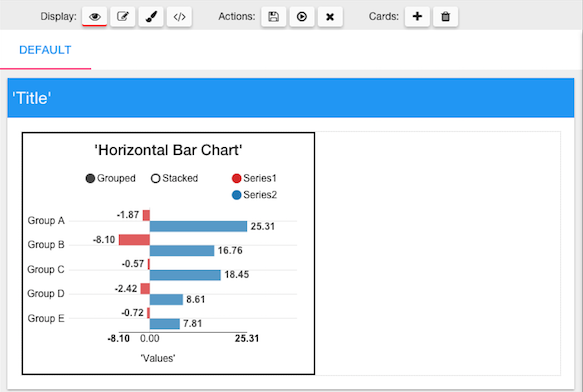 Display: Actions: Cards:
DEFAULT
'Title'
'Horizontal Bar Chart'
Grouped Stacked Series1
Series2
Group A -1.87 25.31
Group B -8.10 16.76
Group C -0.57 18.45
Group D -2.42 8.61
Group E -0.72 7.81
-8.10 0.00 25.31
'Values'